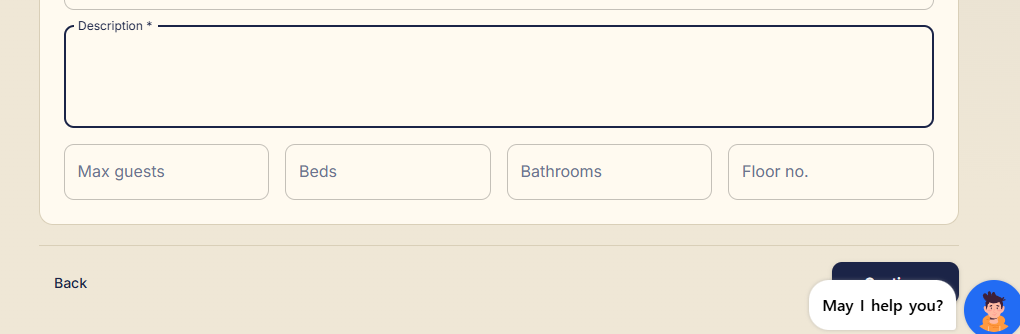 Description *
Max guests
Beds
Bathrooms
Floor no.
Back
May I help you?